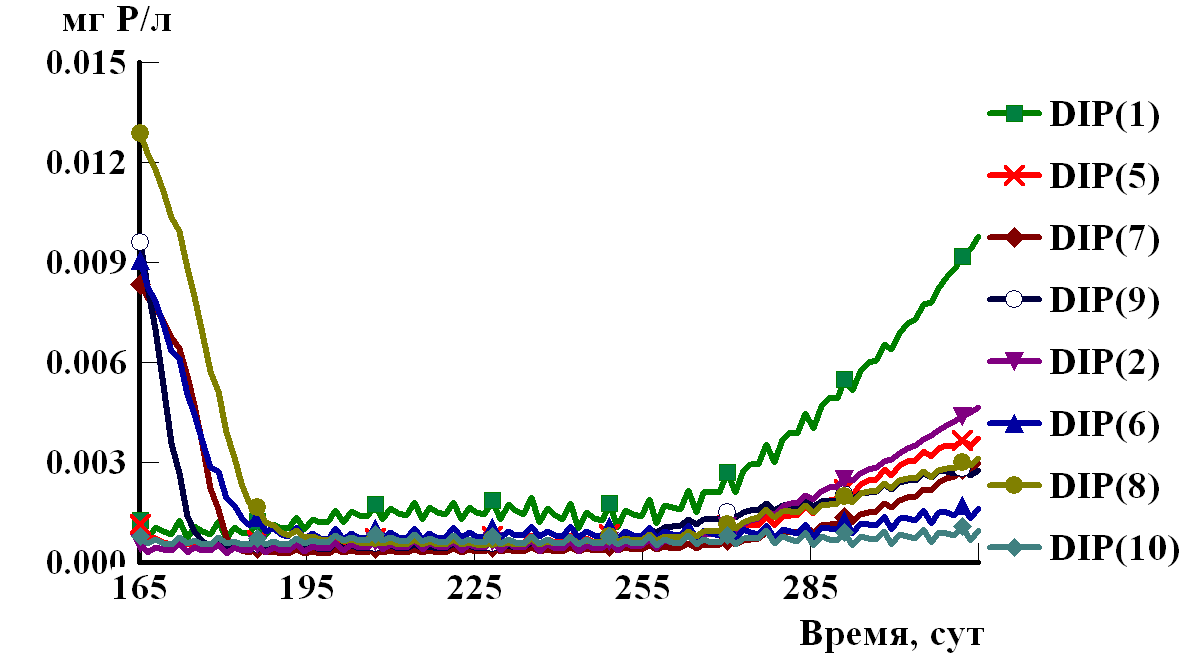 мг P/л
0.015
0.012
0.009
0.006
0.003
0.000
165 195 225 255 285
Время, сут
DIP(1)
DIP(5)
DIP(7)
DIP(9)
DIP(2)
DIP(6)
DIP(8)
DIP(10)